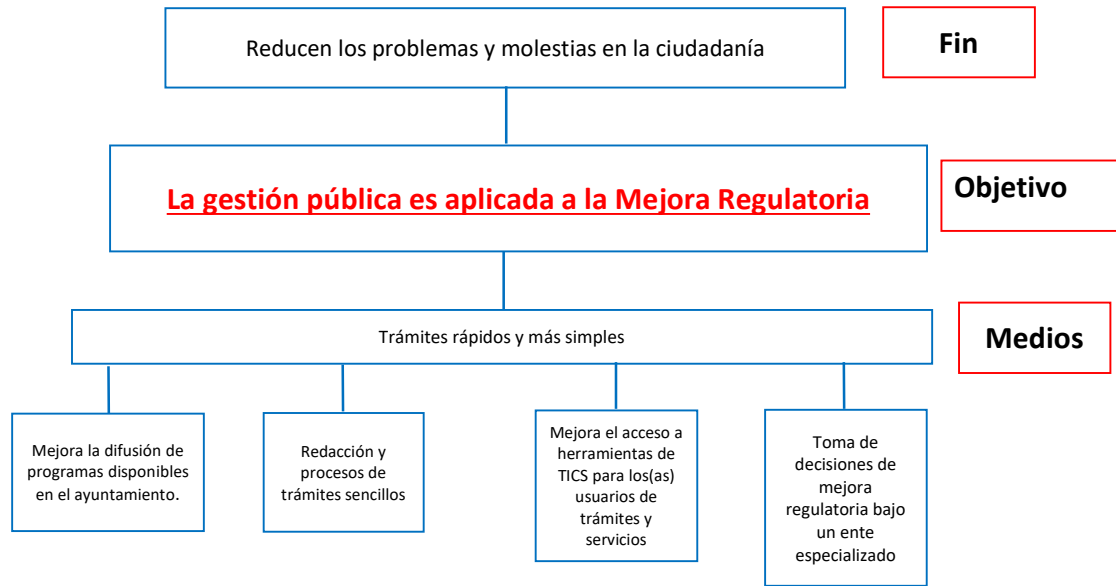 Reducen los problemas y molestias en la ciudadanía
Fin
La gestión pública es aplicada a la Mejora Regulatoria
Objetivo
Trámites rápidos y más simples
Medios
Mejora la difusión de
programas disponibles
en el ayuntamiento.
Redacción y
procesos de
trámites sencillos
Mejora el acceso a
herramientas de
TICS para los(as)
usuarios de
trámites y
servicios
Toma de
decisiones de
mejora
regulatoria bajo
un ente
especializado